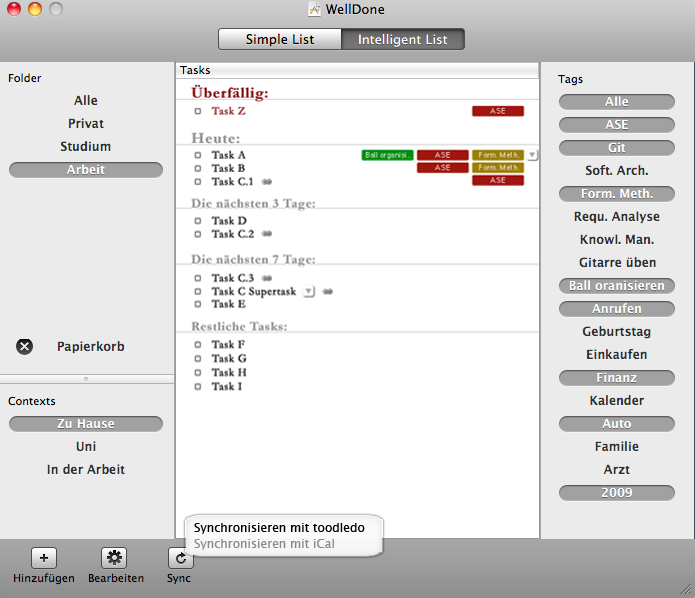 WellDone
Simple List
Intelligent List
Folder
Alle
Privat
Studium
Arbeit
Papierkorb
Contexts
Zu Hause
Uni
In der Arbeit
Tasks
Überfällig:
Task Z ASE
Heute:
Task A Ball organisi... ASE Form. Meth.
Task B ASE Form. Meth.
Task C.1 ASE
Die nächsten 3 Tage:
Task D
Task C.2
Die nächsten 7 Tage:
Task C.3
Task C Supertask
Task E
Restliche Tasks:
Task F
Task G
Task H
Task I
Tags
Alle
ASE
Git
Soft. Arch.
Form. Meth.
Requ. Analyse
Knowl. Man.
Gitarre üben
Ball oranisieren
Anrufen
Geburtstag
Einkaufen
Finanz
Kalender
Auto
Familie
Arzt
2009
Synchronisieren mit toodledo
Synchronisieren mit iCal
Hinzufügen
Bearbeiten
Sync